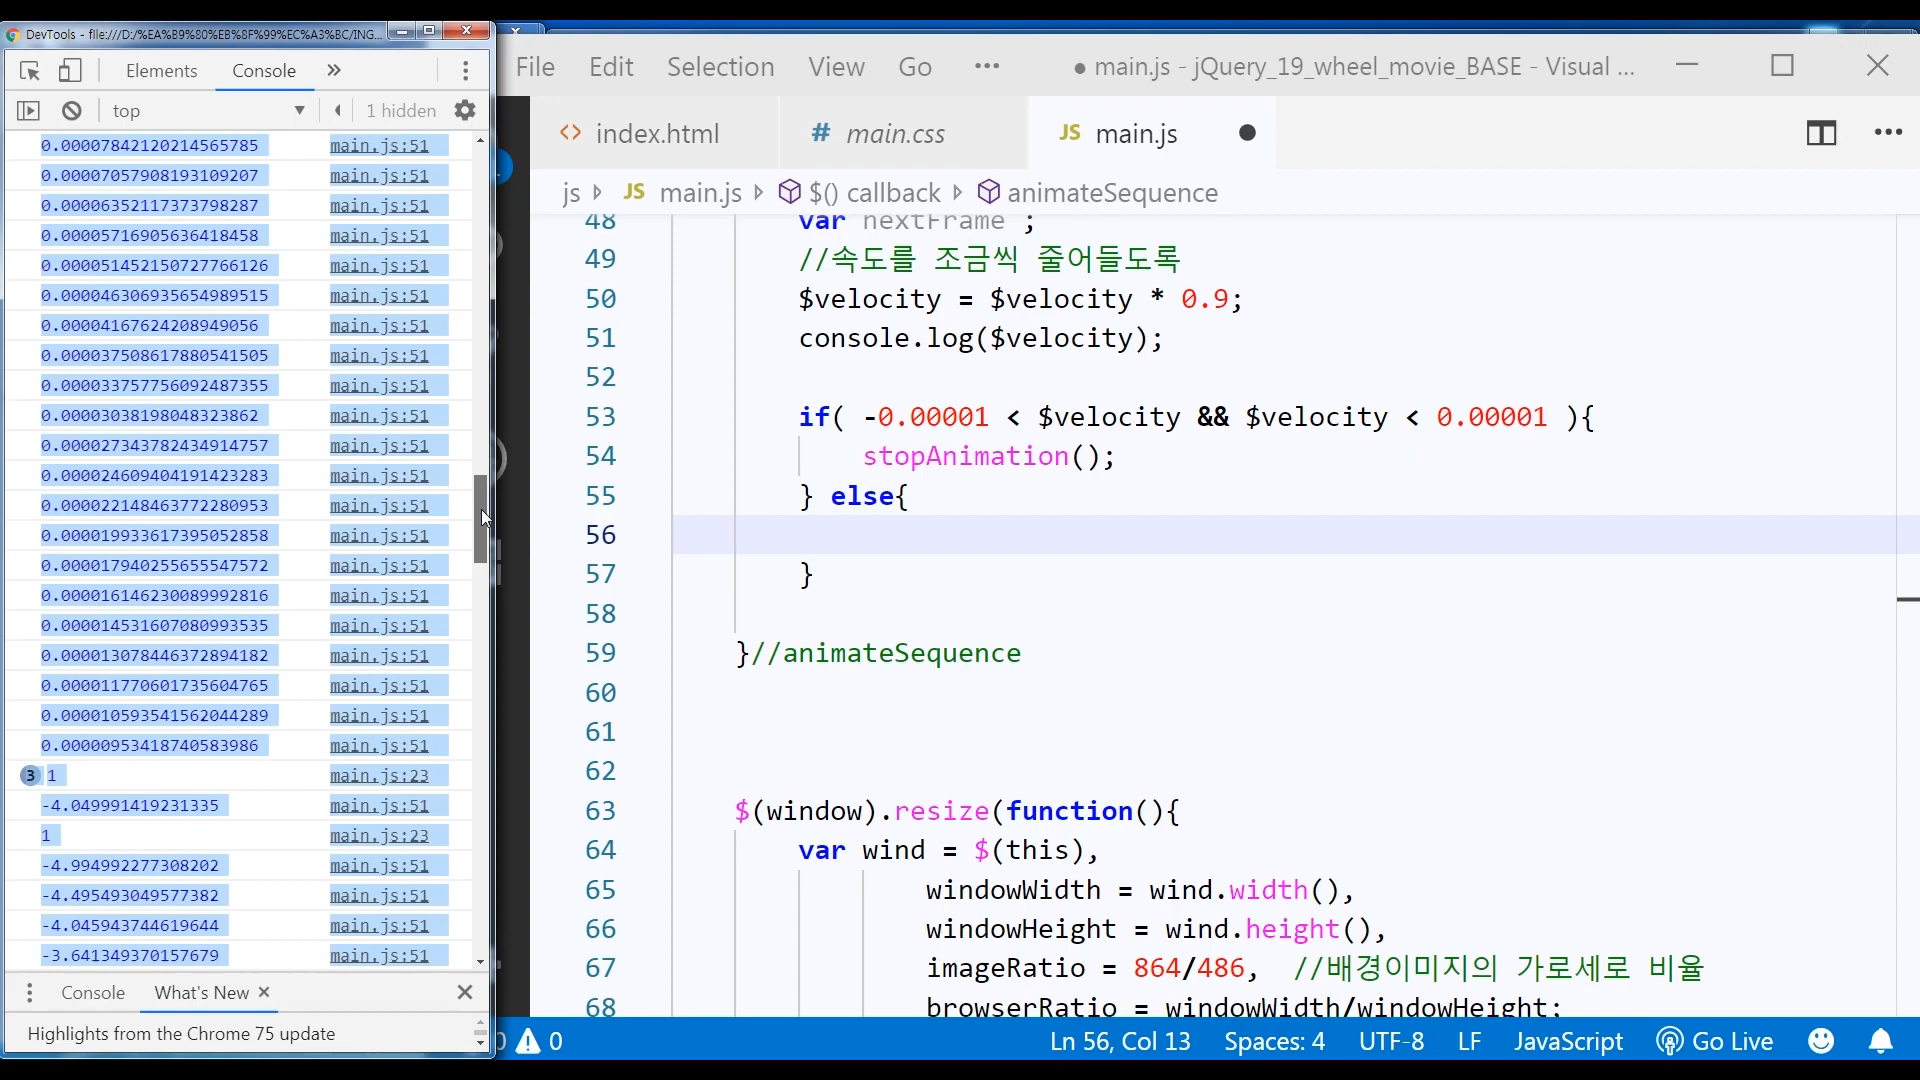 DevTools - file:///D:/%EA%B9%80%EB%8F%99%EC%A3%BC/ING...
Elements Console »
top 1 hidden
0.00007842120214565785 main.js:51
0.00007057908193109207 main.js:51
0.00006352117373798287 main.js:51
0.00005716905636418458 main.js:51
0.000051452150727766126 main.js:51
0.000046306935654989515 main.js:51
0.00004167624208949056 main.js:51
0.000037508617880541505 main.js:51
0.000033757756092487355 main.js:51
0.00003038198048323862 main.js:51
0.000027343782434914757 main.js:51
0.000024609404191423283 main.js:51
0.000022148463772280953 main.js:51
0.000019933617395052858 main.js:51
0.000017940255655547572 main.js:51
0.000016146230089992816 main.js:51
0.000014531607080993535 main.js:51
0.000013078446372894182 main.js:51
0.000011770601735604765 main.js:51
0.000010593541562044289 main.js:51
0.00000953418740583986 main.js:51
3 1 main.js:23
-4.049991419231335 main.js:51
1 main.js:23
-4.994992277308202 main.js:51
-4.495493049577382 main.js:51
-4.045943744619644 main.js:51
-3.641349370157679 main.js:51
Console What's New ×
Highlights from the Chrome 75 update
File Edit Selection View Go ··· ● main.js - jQuery_19_wheel_movie_BASE - Visual ...
<> index.html # main.css JS main.js
js JS main.js $() callback animateSequence
48 var nextFrame ;
49 //속도를 조금씩 줄어들도록
50 $velocity = $velocity * 0.9;
51 console.log($velocity);
52
53 if( -0.00001 < $velocity && $velocity < 0.00001 ){
54 stopAnimation();
55 } else{
56
57 }
58
59 }//animateSequence
60
61
62
63 $(window).resize(function(){
64 var wind = $(this),
65 windowWidth = wind.width(),
66 windowHeight = wind.height(),
67 imageRatio = 864/486, //배경이미지의 가로세로 비율
68 browserRatio = windowWidth/windowHeight;
0 0 Ln 56, Col 13 Spaces: 4 UTF-8 LF JavaScript Go Live